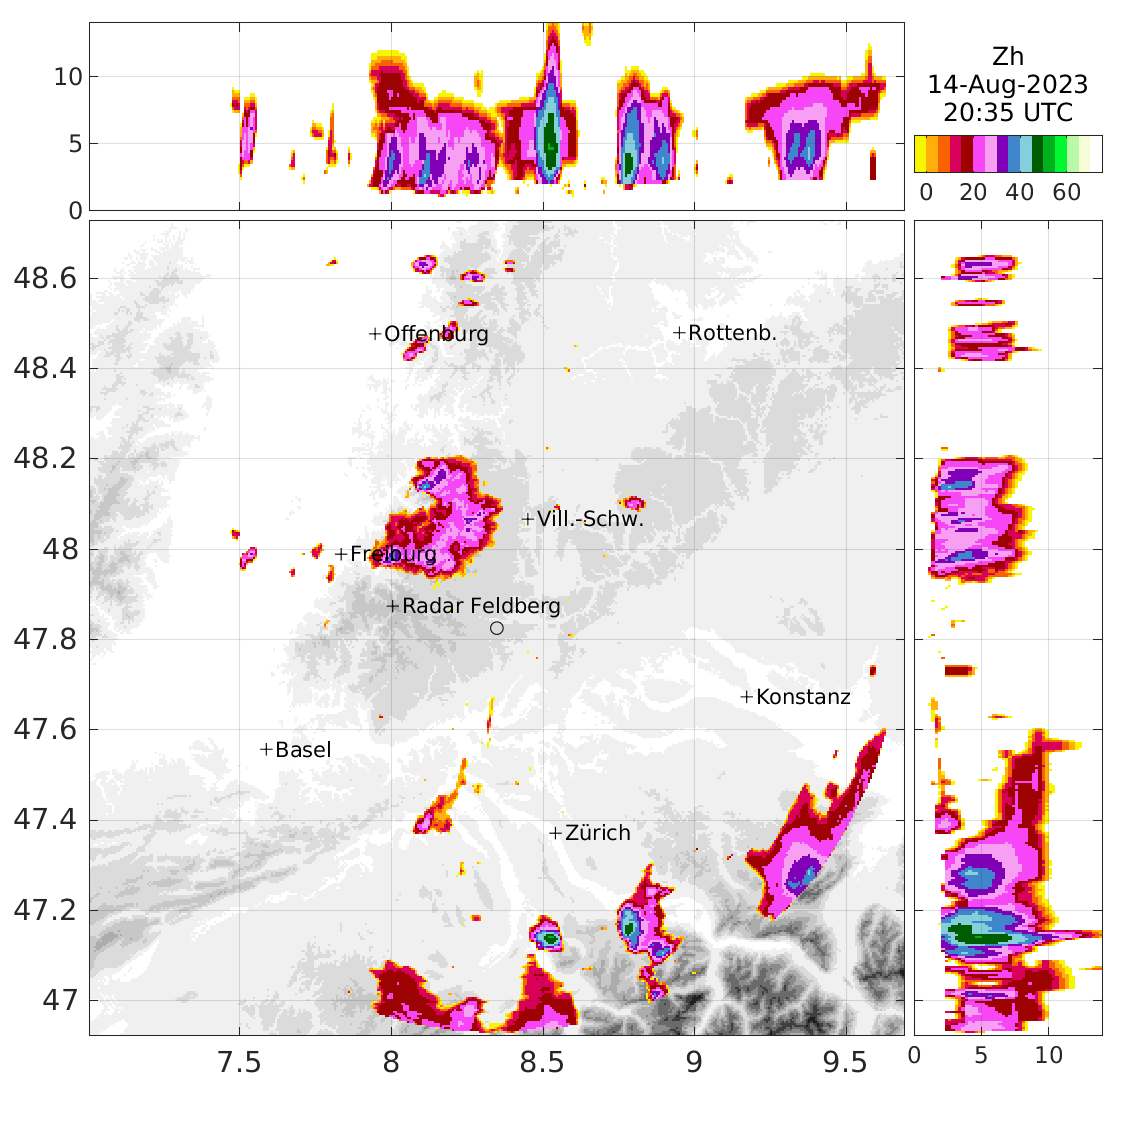 10
5
0
Zh
14-Aug-2023
20:35 UTC
0 20 40 60
48.6
48.4
48.2
48
47.8
47.6
47.4
47.2
47
Offenburg
Rottenb.
Vill.-Schw.
Freiburg
Radar Feldberg
Konstanz
Basel
Zürich
7.5 8 8.5 9 9.5
0 5 10